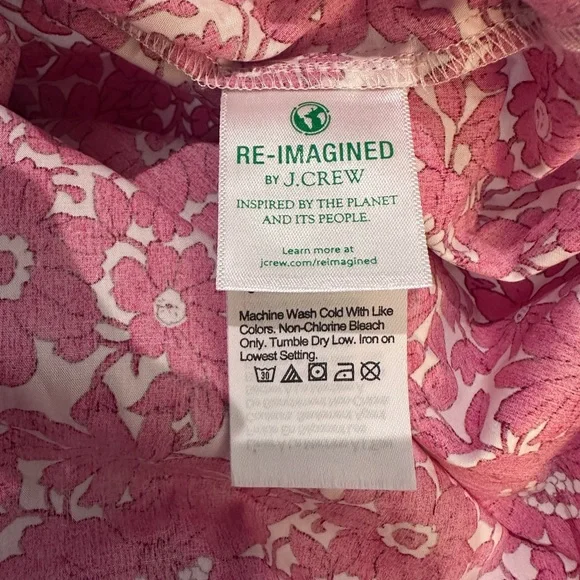 RE-IMAGINED
BY J.CREW
INSPIRED BY THE PLANET
AND ITS PEOPLE.
Learn more at
jcrew.com/reimagined
Machine Wash Cold With Like
Colors. Non-Chlorine Bleach
Only. Tumble Dry Low. Iron on
Lowest Setting.
30